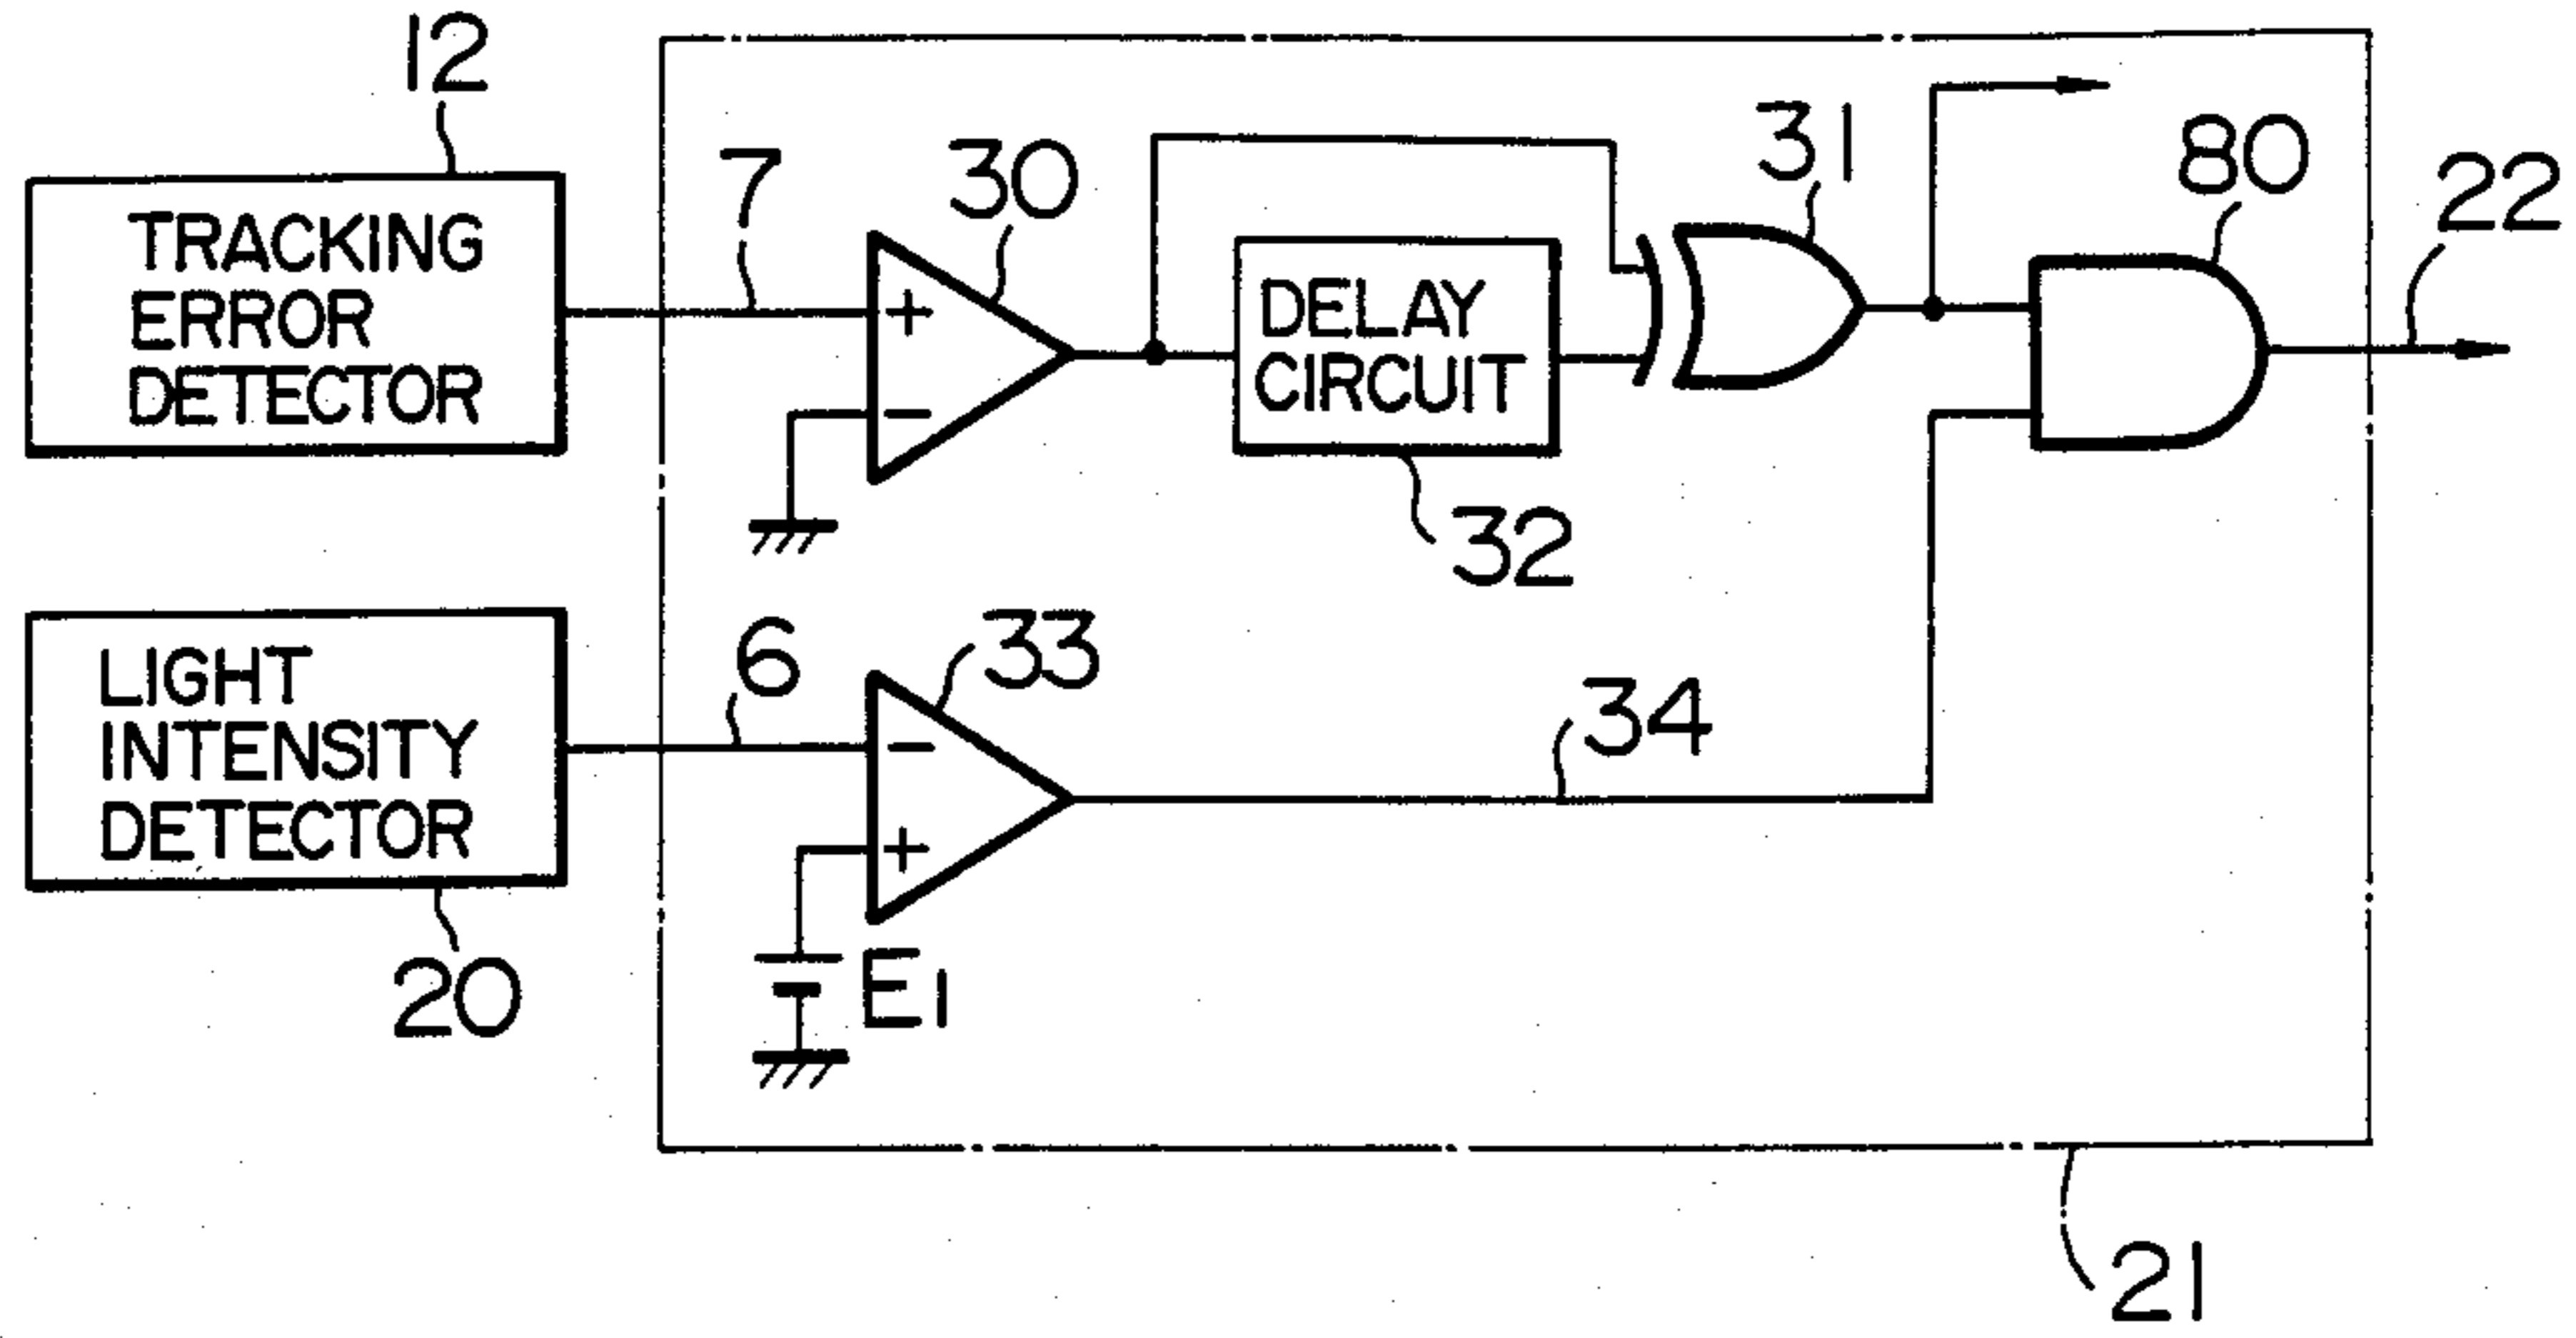 12
TRACKING
ERROR
DETECTOR
7
30
+
−
DELAY
CIRCUIT
32
31
80
22
LIGHT
INTENSITY
DETECTOR
20
6
33
−
+
E1
34
21